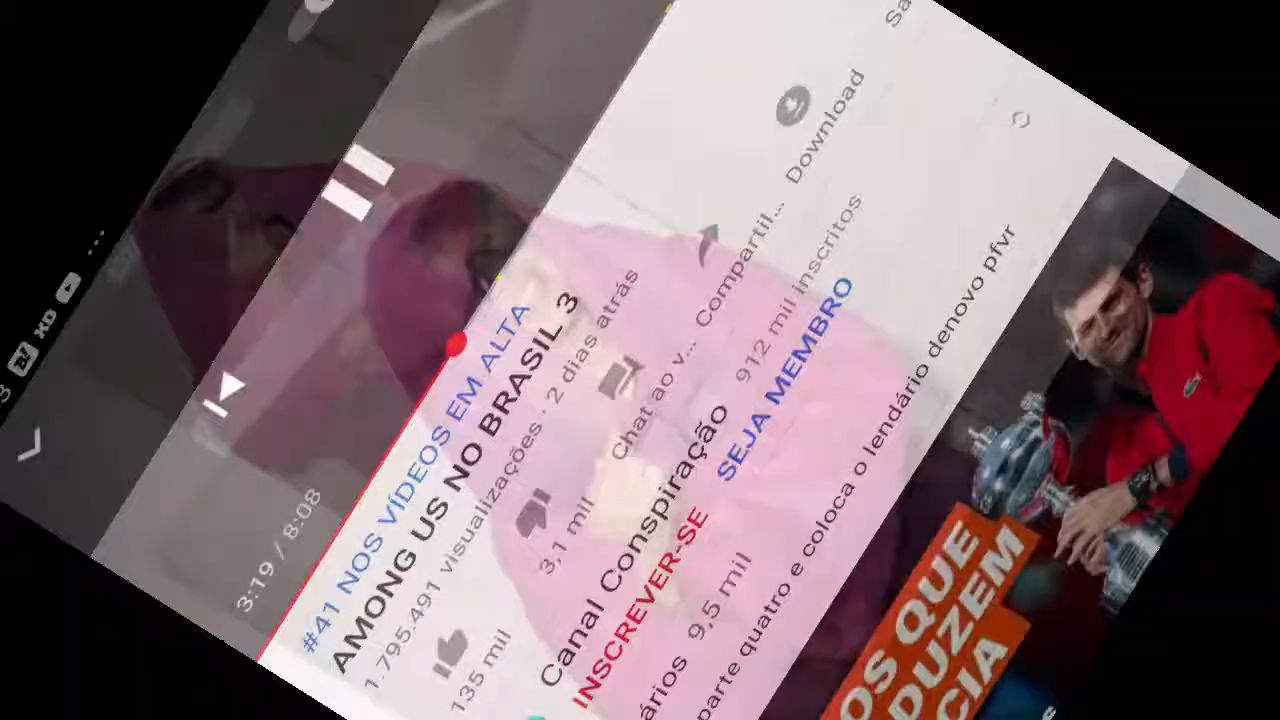 3:19 / 8:08
#41 NOS VÍDEOS EM ALTA
AMONG US NO BRASIL 3
1.795.491 visualizações · 2 dias atrás
135 mil
3,1 mil
Chat ao v...
Compartil...
Download
Sa
Canal Conspiração
912 mil inscritos
INSCREVER-SE
SEJA MEMBRO
ários 9,5 mil
parte quatro e coloca o lendário denovo pfvr
OS QUE
DUZEM
CIA